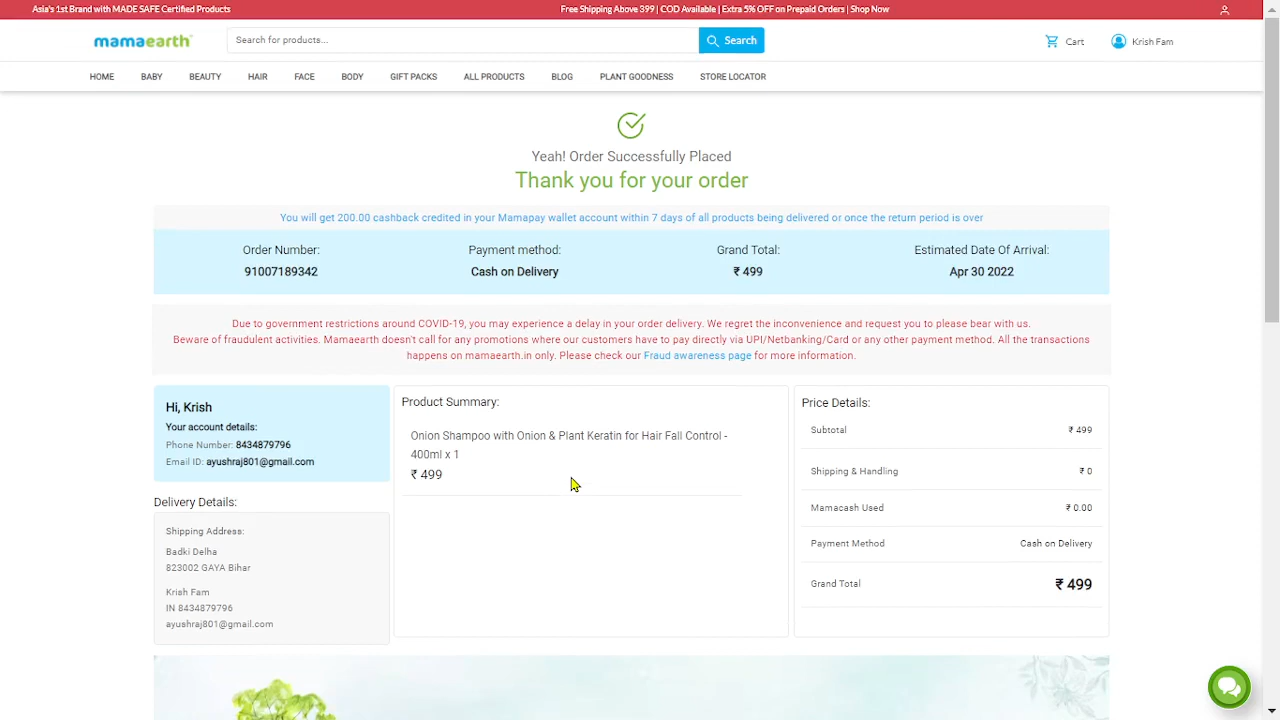 Asia's 1st Brand with MADE SAFE Certified Products
Free Shipping Above 399 | COD Available | Extra 5% OFF on Prepaid Orders | Shop Now
mamaearth
Search for products...
Search
Cart
Krish Fam
HOME
BABY
BEAUTY
HAIR
FACE
BODY
GIFT PACKS
ALL PRODUCTS
BLOG
PLANT GOODNESS
STORE LOCATOR
Yeah! Order Successfully Placed
Thank you for your order
You will get 200.00 cashback credited in your Mamapay wallet account within 7 days of all products being delivered or once the return period is over
Order Number:
91007189342
Payment method:
Cash on Delivery
Grand Total:
₹ 499
Estimated Date Of Arrival:
Apr 30 2022
Due to government restrictions around COVID-19, you may experience a delay in your order delivery. We regret the inconvenience and request you to please bear with us.
Beware of fraudulent activities. Mamaearth doesn't call for any promotions where our customers have to pay directly via UPI/Netbanking/Card or any other payment method. All the transactions
happens on mamaearth.in only. Please check our Fraud awareness page for more information.
Hi, Krish
Your account details:
Phone Number: 8434879796
Email ID: ayushraj801@gmail.com
Delivery Details:
Shipping Address:
Badki Delha
823002 GAYA Bihar
Krish Fam
IN 8434879796
ayushraj801@gmail.com
Product Summary:
Onion Shampoo with Onion & Plant Keratin for Hair Fall Control -
400ml x 1
₹ 499
Price Details:
Subtotal ₹ 499
Shipping & Handling ₹ 0
Mamacash Used ₹ 0.00
Payment Method Cash on Delivery
Grand Total ₹ 499